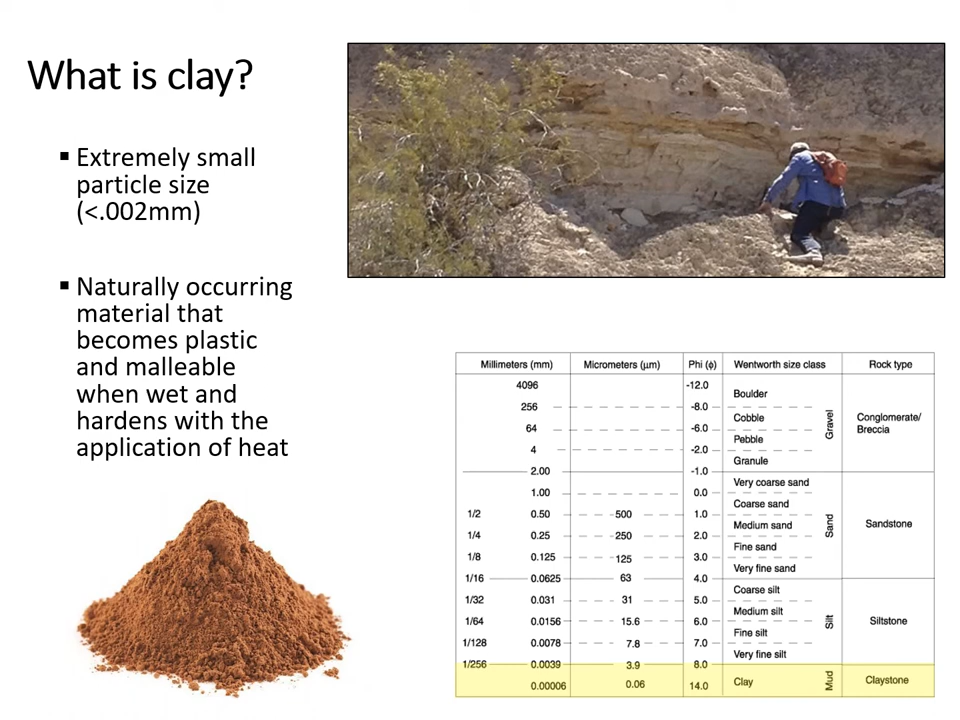 What is clay?
▪ Extremely small
particle size
(<.002mm)
▪ Naturally occurring
material that
becomes plastic
and malleable
when wet and
hardens with the
application of heat
Millimeters (mm) Micrometers (μm) Phi (ϕ) Wentworth size class Rock type
4096 -12.0
Boulder
256 -8.0
Cobble
64 -6.0
Pebble
4 -2.0
Granule
2.00 -1.0
Gravel
Conglomerate/
Breccia
Very coarse sand
1.00 0.0
Coarse sand
1/2 0.50 500 1.0
Medium sand
1/4 0.25 250 2.0
Fine sand
1/8 0.125 125 3.0
Very fine sand
1/16 0.0625 63 4.0
Sand
Sandstone
Coarse silt
1/32 0.031 31 5.0
Medium silt
1/64 0.0156 15.6 6.0
Fine silt
1/128 0.0078 7.8 7.0
Very fine silt
1/256 0.0039 3.9 8.0
Silt
Siltstone
Clay
0.00006 0.06 14.0
Mud
Claystone